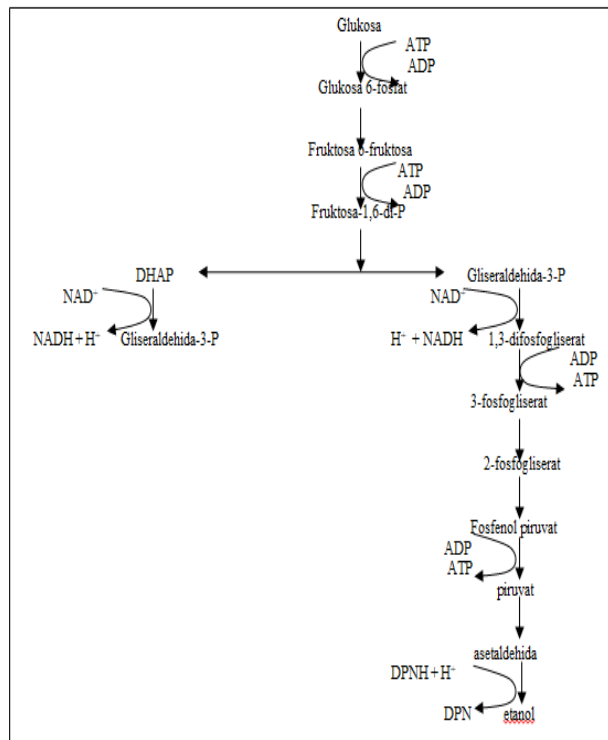 Glukosa
ATP
ADP
Glukosa 6-fosfat
Fruktosa 6-fruktosa
ATP
ADP
Fruktosa-1,6-di-P
DHAP
Gliseraldehida-3-P
NAD⁺
NAD⁺
NADH + H⁺
Gliseraldehida-3-P
H⁺ + NADH
1,3-difosfogliserat
ADP
ATP
3-fosfogliserat
2-fosfogliserat
Fosfenol piruvat
ADP
ATP
piruvat
asetaldehida
DPNH + H⁺
DPN
etanol